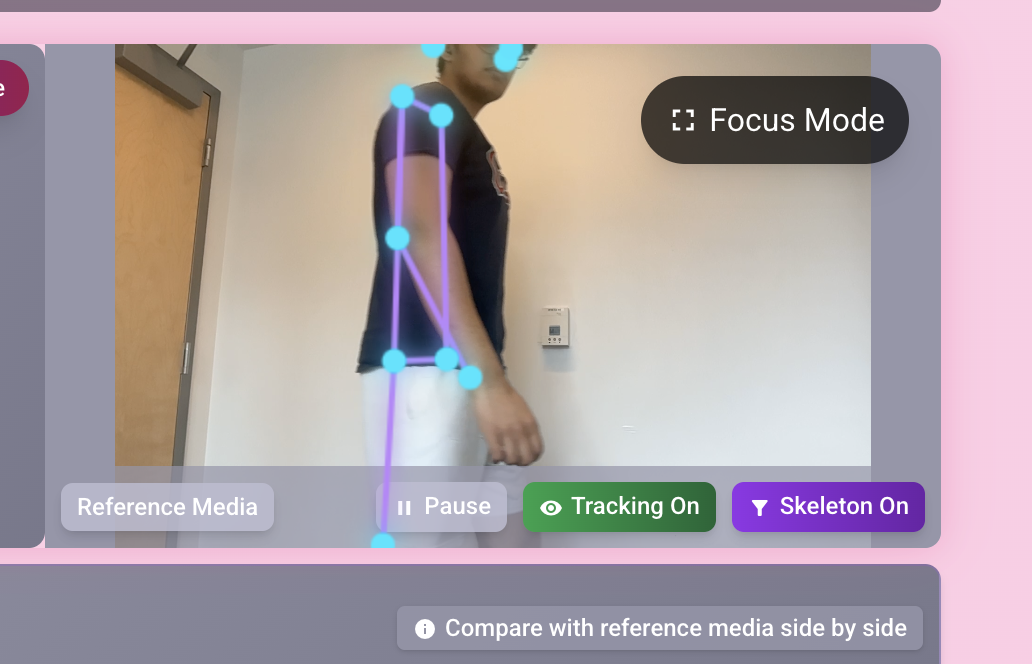 e
Focus Mode
Reference Media
Pause
Tracking On
Skeleton On
Compare with reference media side by side